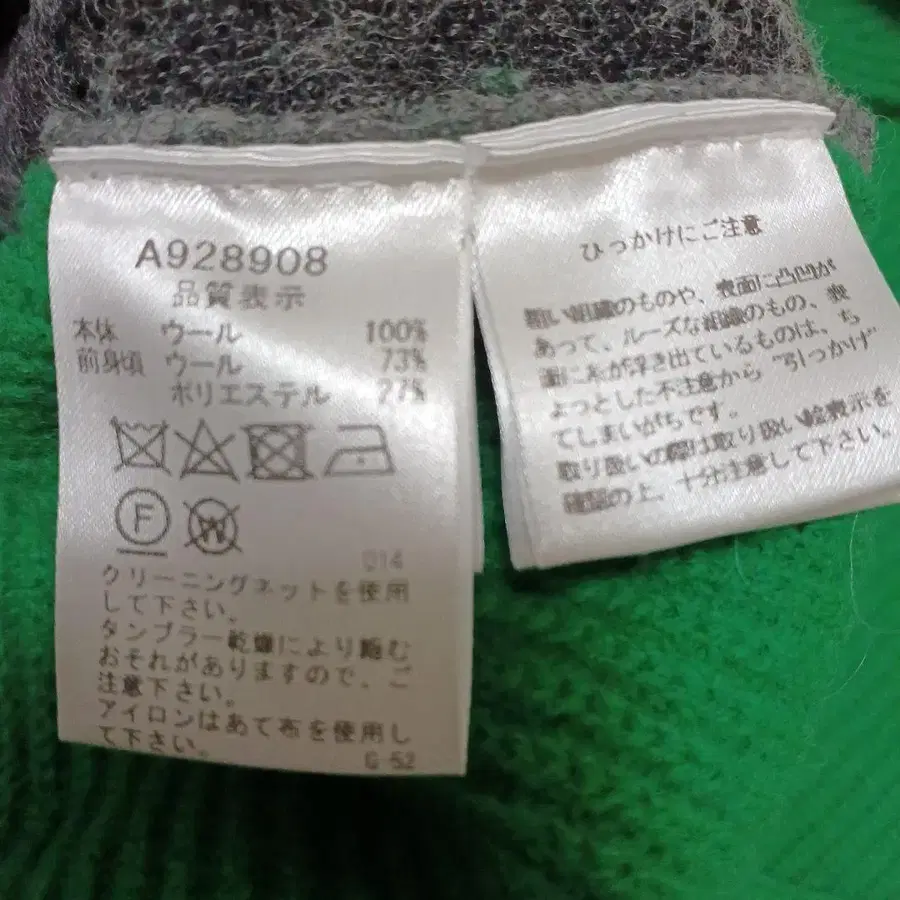 A928908
品質表示
本体 ウール 100%
前身頃 ウール 73%
ポリエステル 27%
F
W
014
クリーニングネットを使用
して下さい。
タンブラー乾燥により縮む
おそれがありますので、ご
注意下さい。
アイロンはあて布を使用し
て下さい。
G-52
ひっかけにご注意
粗い組織のものや、表面に凸凹が
あって、ルーズな組織のもの、表
面に糸が浮き出ているものは、ち
ょっとした不注意から"引っかけ"
てしまいがちです。
取り扱いの際は取り扱い絵表示を
確認の上、十分注意して下さい。